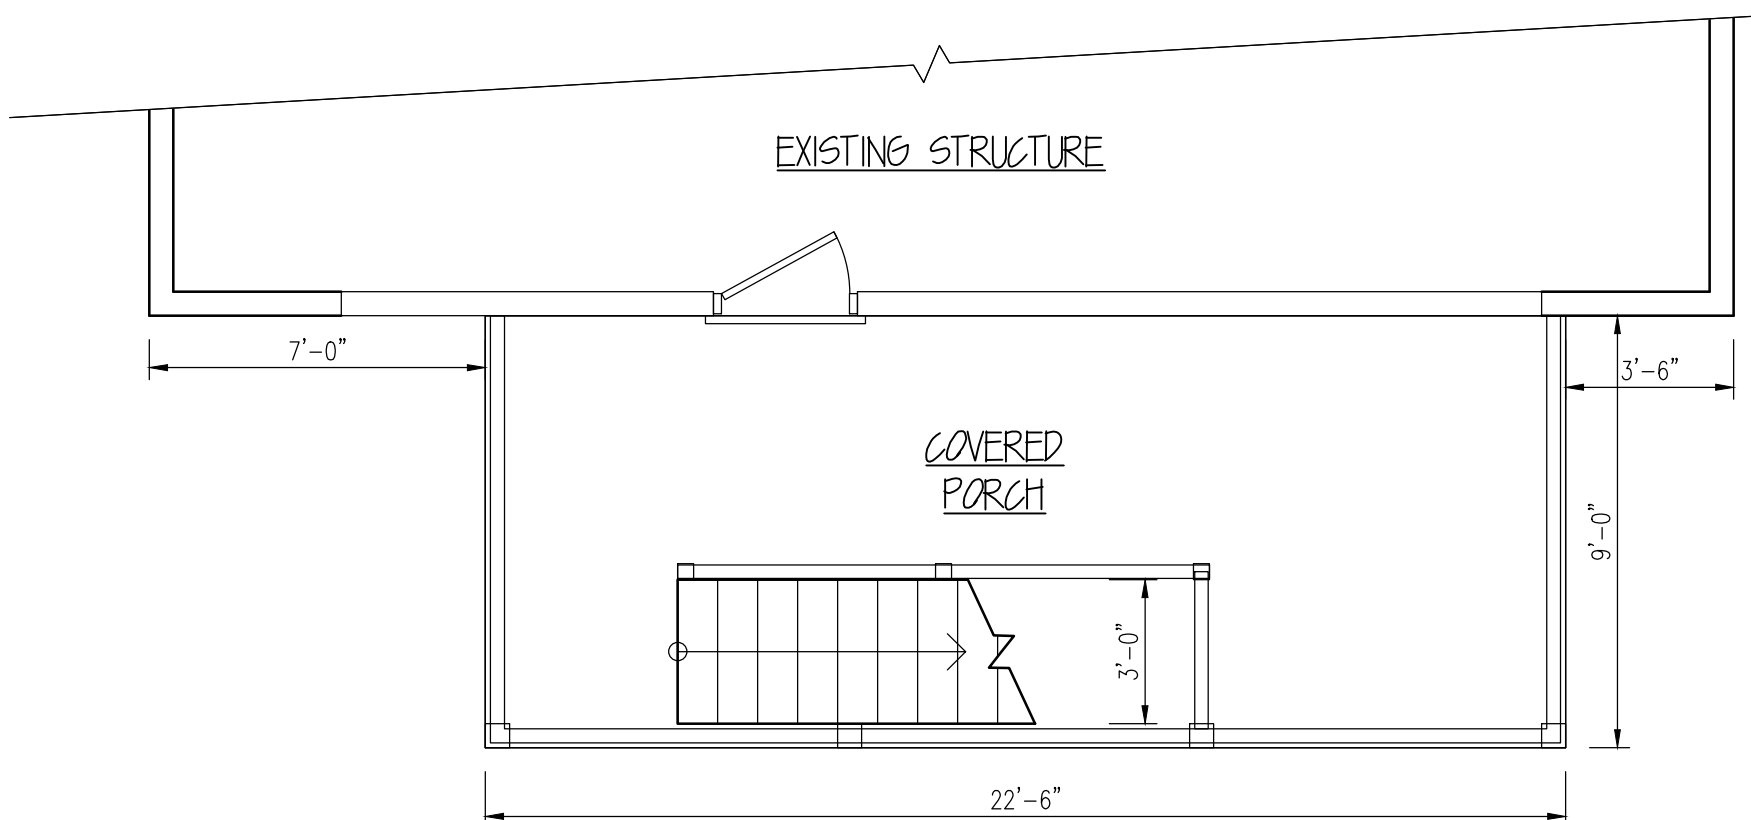 EXISTING STRUCTURE
7'-0"
3'-6"
COVERED
PORCH
9'-0"
3'-0"
22'-6"